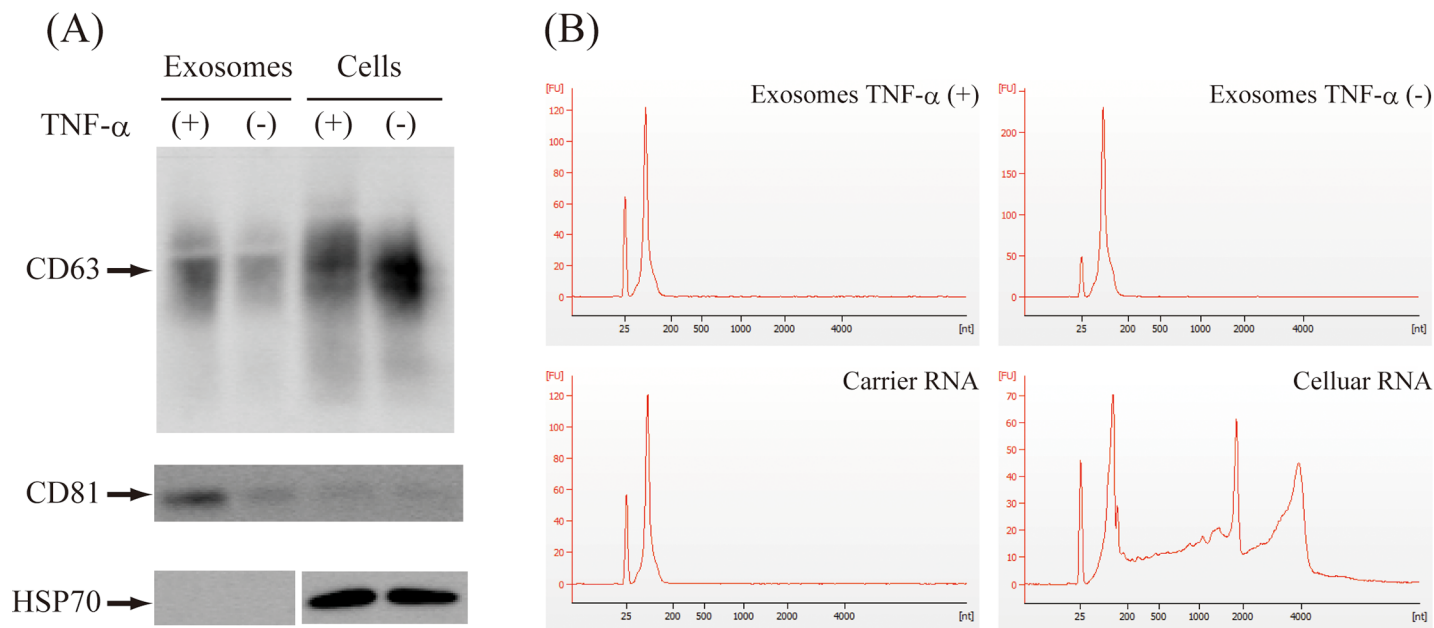 (A)
Exosomes Cells
TNF-α (+) (-) (+) (-)
CD63
CD81
HSP70
(B)
[FU] Exosomes TNF-α (+)
120
100
80
60
40
20
0
25 200 500 1000 2000 4000 [nt]
[FU] Exosomes TNF-α (-)
200
150
100
50
0
25 200 500 1000 2000 4000 [nt]
[FU] Carrier RNA
120
100
80
60
40
20
0
25 200 500 1000 2000 4000 [nt]
[FU] Celluar RNA
70
60
50
40
30
20
10
0
25 200 500 1000 2000 4000 [nt]